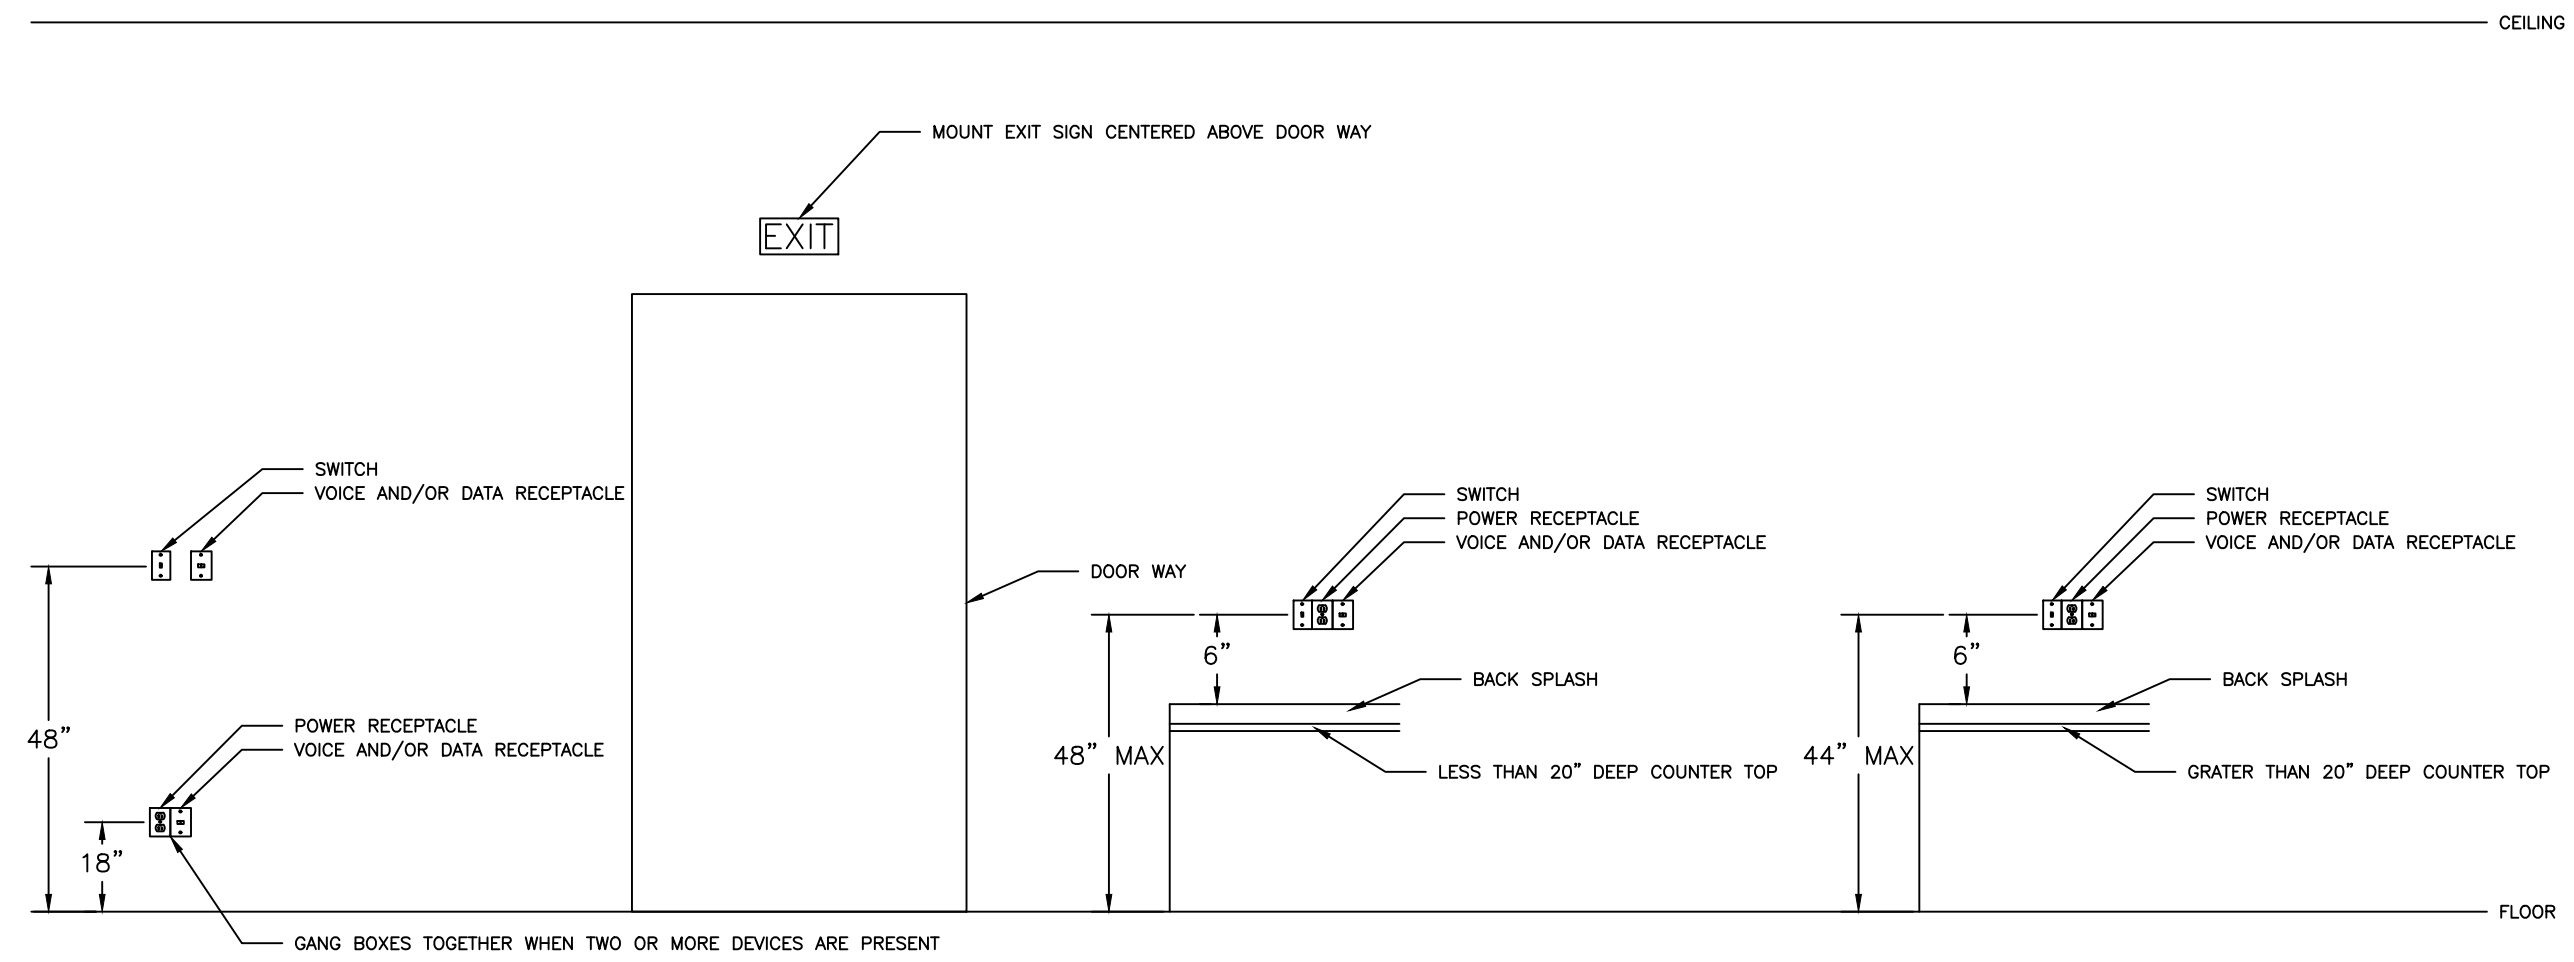 CEILING
MOUNT EXIT SIGN CENTERED ABOVE DOOR WAY
EXIT
SWITCH
VOICE AND/OR DATA RECEPTACLE
48”
POWER RECEPTACLE
VOICE AND/OR DATA RECEPTACLE
18”
GANG BOXES TOGETHER WHEN TWO OR MORE DEVICES ARE PRESENT
DOOR WAY
SWITCH
POWER RECEPTACLE
VOICE AND/OR DATA RECEPTACLE
6”
BACK SPLASH
48” MAX
LESS THAN 20” DEEP COUNTER TOP
SWITCH
POWER RECEPTACLE
VOICE AND/OR DATA RECEPTACLE
6”
BACK SPLASH
44” MAX
GRATER THAN 20” DEEP COUNTER TOP
FLOOR